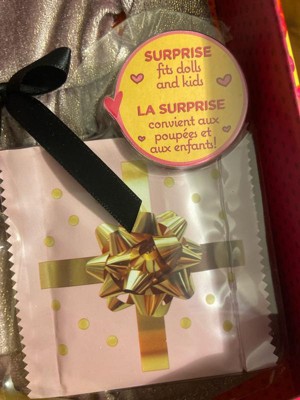 SURPRISE
fits dolls
and kids
LA SURPRISE
convient aux
poupées et
aux enfants!